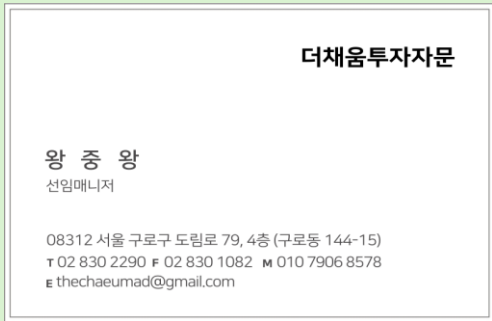 더채움투자자문
왕 중 왕
선임매니저
08312 서울 구로구 도림로 79, 4층 (구로동 144-15)
T 02 830 2290 F 02 830 1082 M 010 7906 8578
E thechaeumad@gmail.com